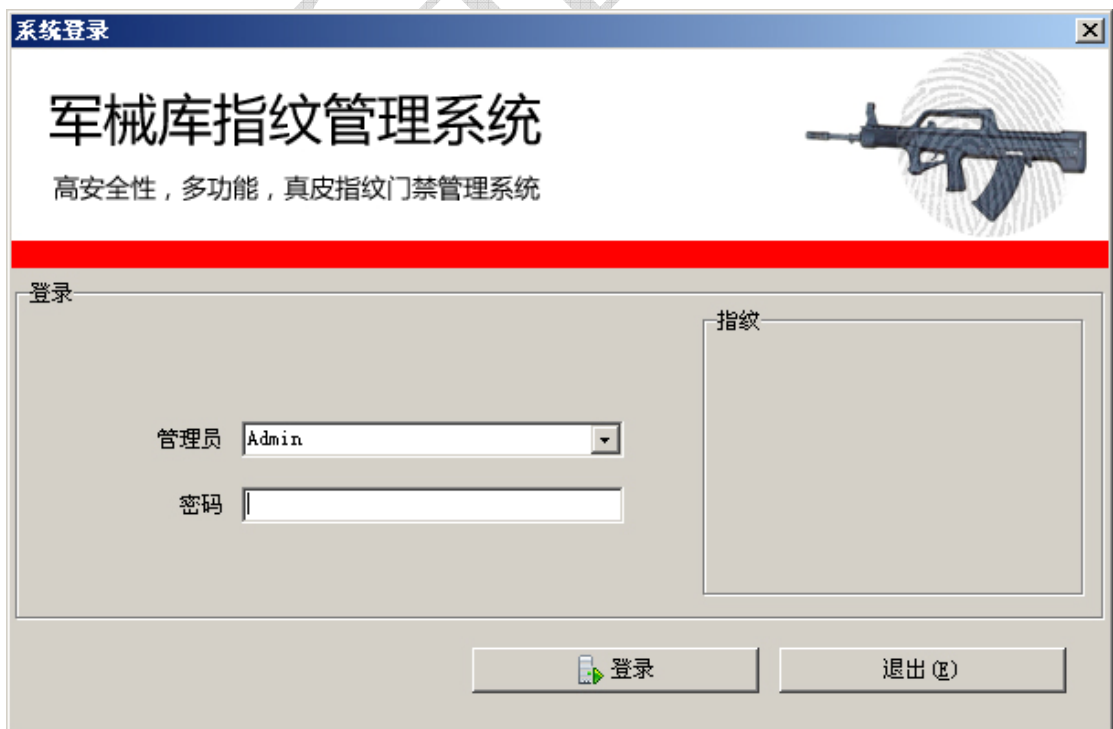 系统登录
军械库指纹管理系统
高安全性，多功能，真皮指纹门禁管理系统
登录
指纹
管理员 Admin
密码
登录 退出(E)